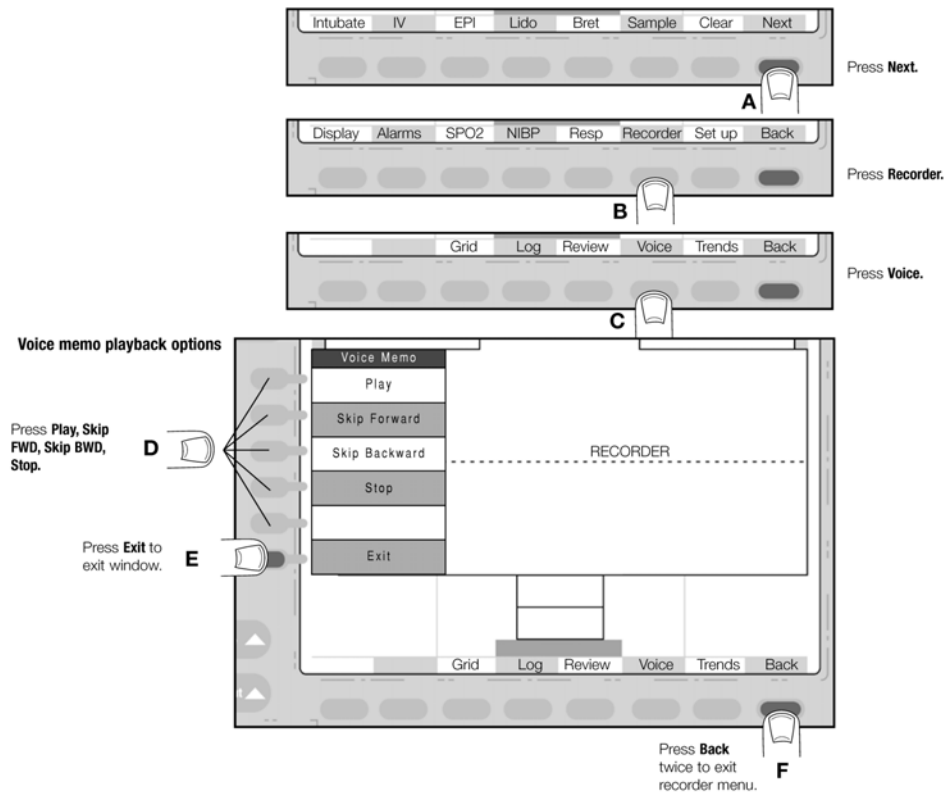 Intubate IV EPI Lido Bret Sample Clear Next
Press Next.
A
Display Alarms SPO2 NIBP Resp Recorder Set up Back
Press Recorder.
B
Grid Log Review Voice Trends Back
Press Voice.
C
Voice memo playback options
Voice Memo
Play
Skip Forward
Skip Backward
Stop
Exit
RECORDER
Press Play, Skip
FWD, Skip BWD,
Stop.
D
Press Exit to
exit window.
E
Grid Log Review Voice Trends Back
Press Back
twice to exit
recorder menu.
F